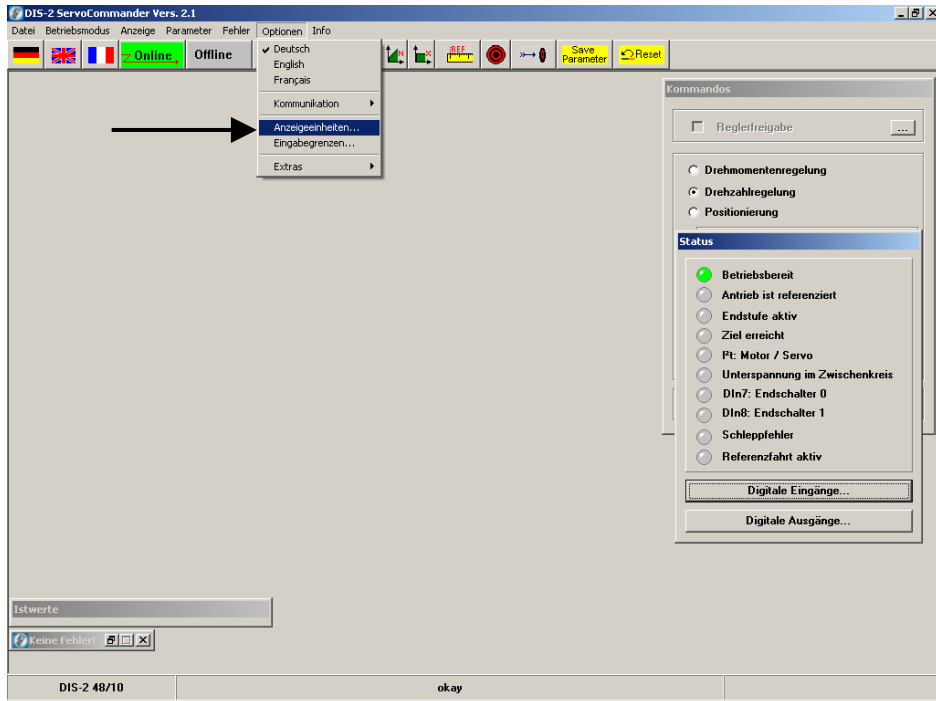 DIS-2 ServoCommander Vers. 2.1
Datei Betriebsmodus Anzeige Parameter Fehler Optionen Info
Online Offline REF Save Parameter Reset
Deutsch
English
Français
Kommunikation
Anzeigeeinheiten...
Eingabegrenzen...
Extras
Kommandos
Reglerfreigabe ...
Drehmomentenregelung
Drehzahlregelung
Positionierung
Status
Betriebsbereit
Antrieb ist referenziert
Endstufe aktiv
Ziel erreicht
I²t: Motor / Servo
Unterspannung im Zwischenkreis
DIn7: Endschalter 0
DIn8: Endschalter 1
Schleppfehler
Referenzfahrt aktiv
Digitale Eingänge...
Digitale Ausgänge...
Istwerte
Keine Fehler!
DIS-2 48/10 okay